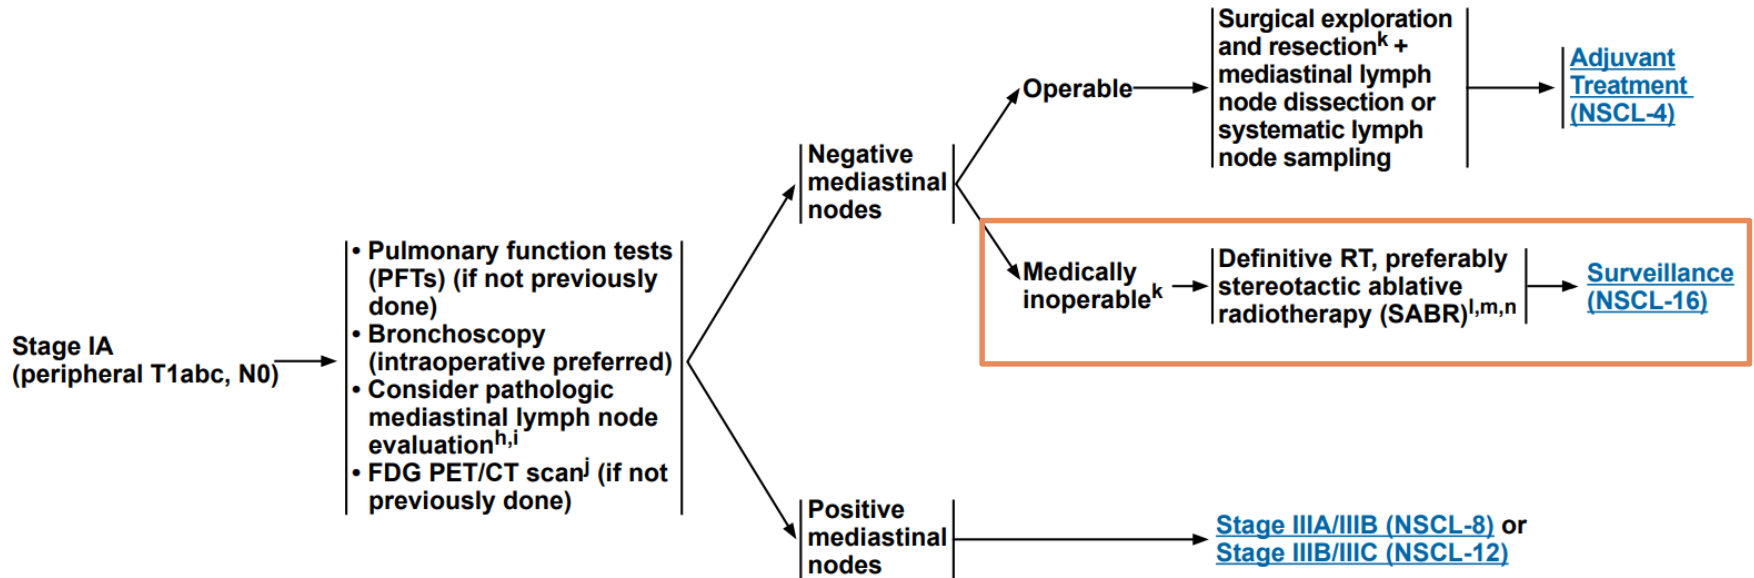 Stage IA
(peripheral T1abc, N0)
• Pulmonary function tests
(PFTs) (if not previously
done)
• Bronchoscopy
(intraoperative preferred)
• Consider pathologic
mediastinal lymph node
evaluationh,i
• FDG PET/CT scanj (if not
previously done)
Negative
mediastinal
nodes
Operable
Surgical exploration
and resectionk +
mediastinal lymph
node dissection or
systematic lymph
node sampling
Adjuvant
Treatment
(NSCL-4)
Medically
inoperablek
Definitive RT, preferably
stereotactic ablative
radiotherapy (SABR)l,m,n
Surveillance
(NSCL-16)
Positive
mediastinal
nodes
Stage IIIA/IIIB (NSCL-8) or
Stage IIIB/IIIC (NSCL-12)